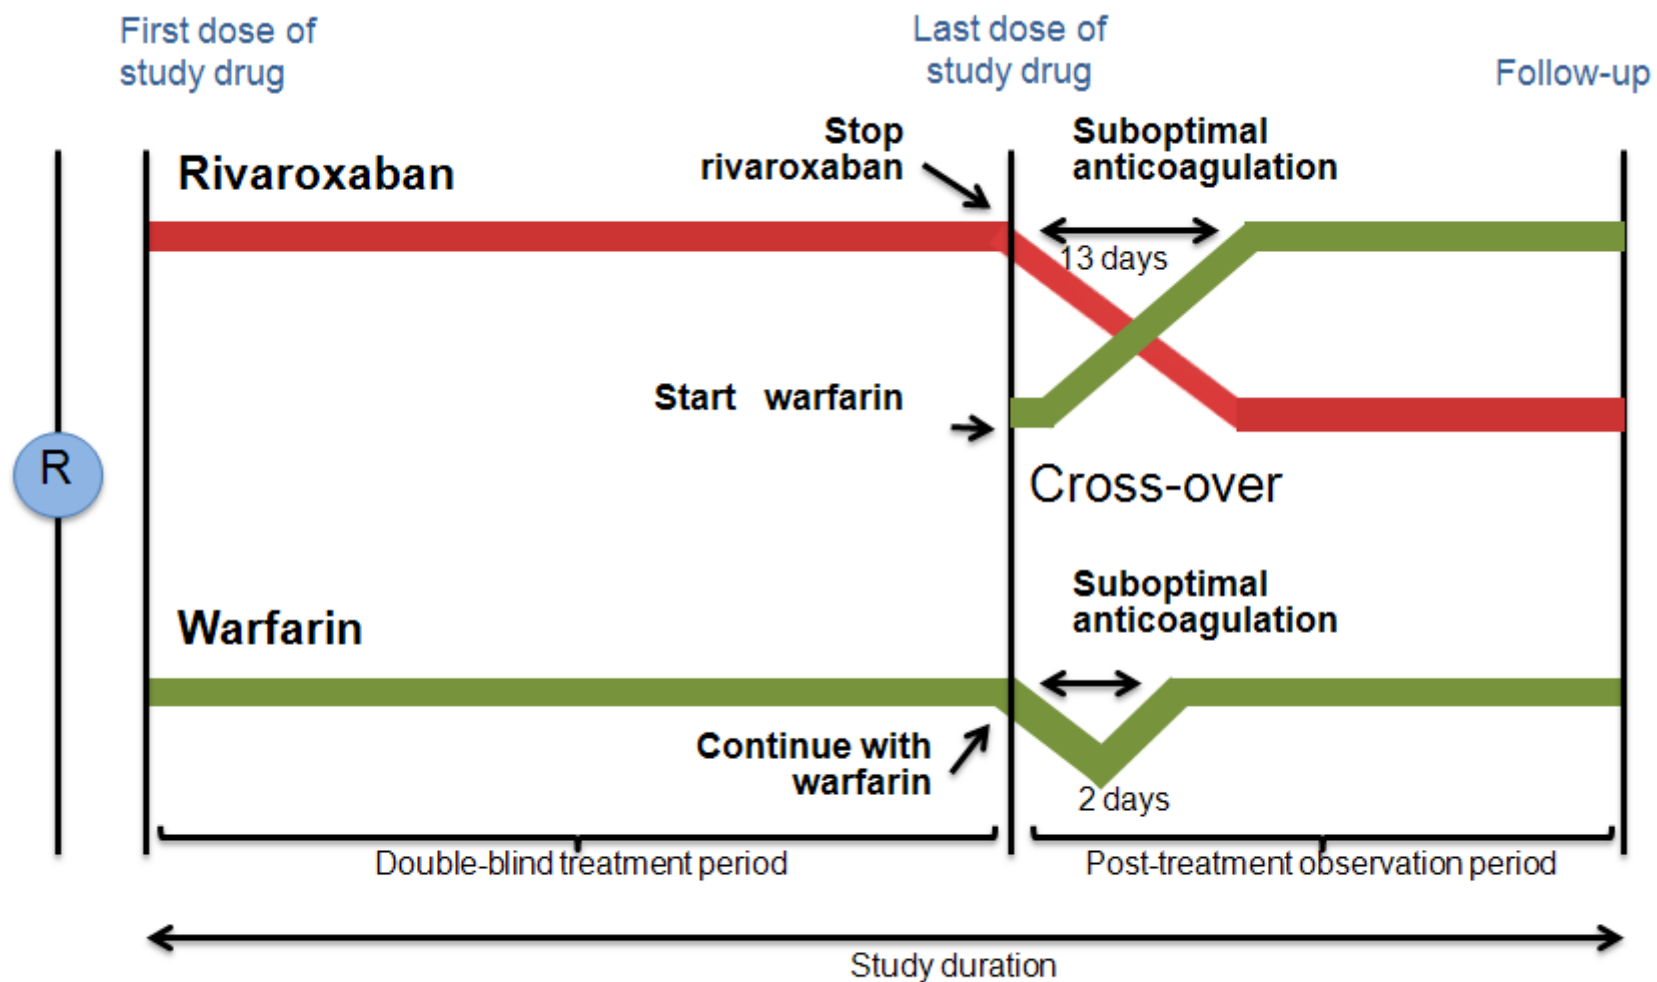 First dose of
study drug
Last dose of
study drug
Follow-up
Stop
rivaroxaban
Suboptimal
anticoagulation
Rivaroxaban
13 days
Start warfarin
R
Cross-over
Suboptimal
anticoagulation
Warfarin
Continue with
warfarin
2 days
Double-blind treatment period
Post-treatment observation period
Study duration